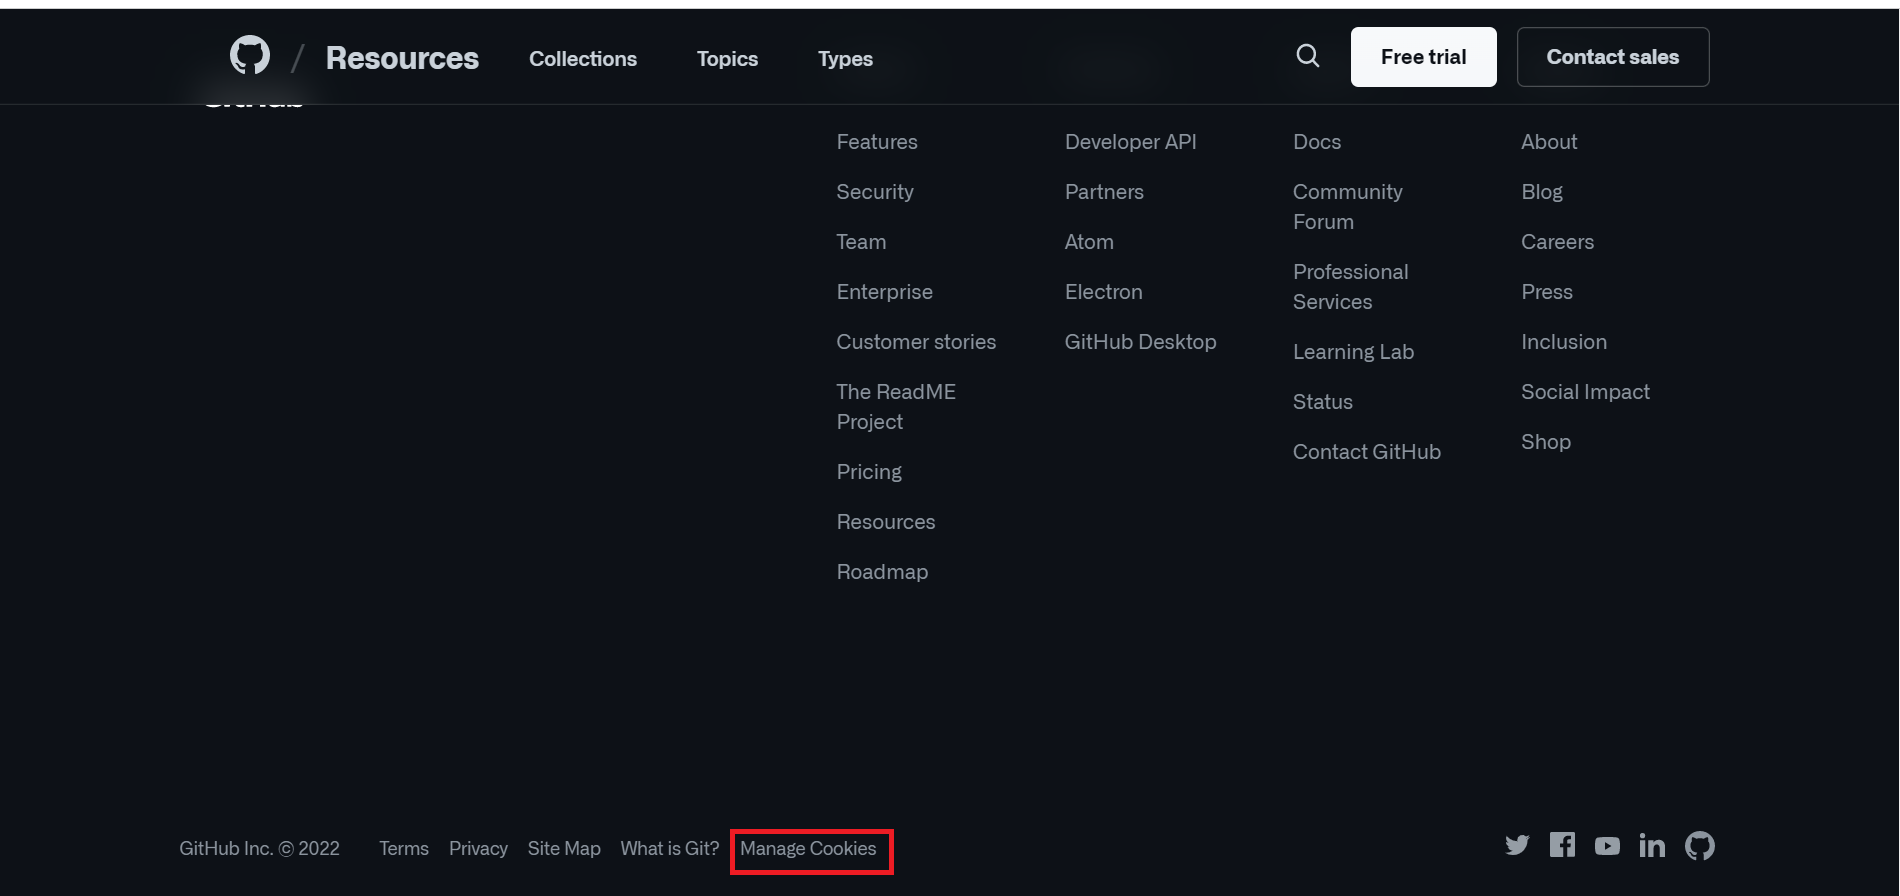 / Resources Collections Topics Types Free trial Contact sales
Features
Security
Team
Enterprise
Customer stories
The ReadME
Project
Pricing
Resources
Roadmap
Developer API
Partners
Atom
Electron
GitHub Desktop
Docs
Community
Forum
Professional
Services
Learning Lab
Status
Contact GitHub
About
Blog
Careers
Press
Inclusion
Social Impact
Shop
GitHub Inc. © 2022 Terms Privacy Site Map What is Git? Manage Cookies